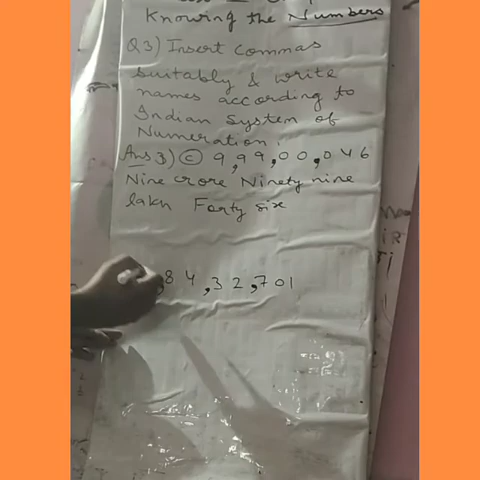 Knowing the Numbers
Q3) Insert Commas
suitably & write
names according to
Indian System of
Numeration.
Ans 3) (c) 9,99,00,046
Nine crore Ninety nine
lakh Forty six
,84,32,701